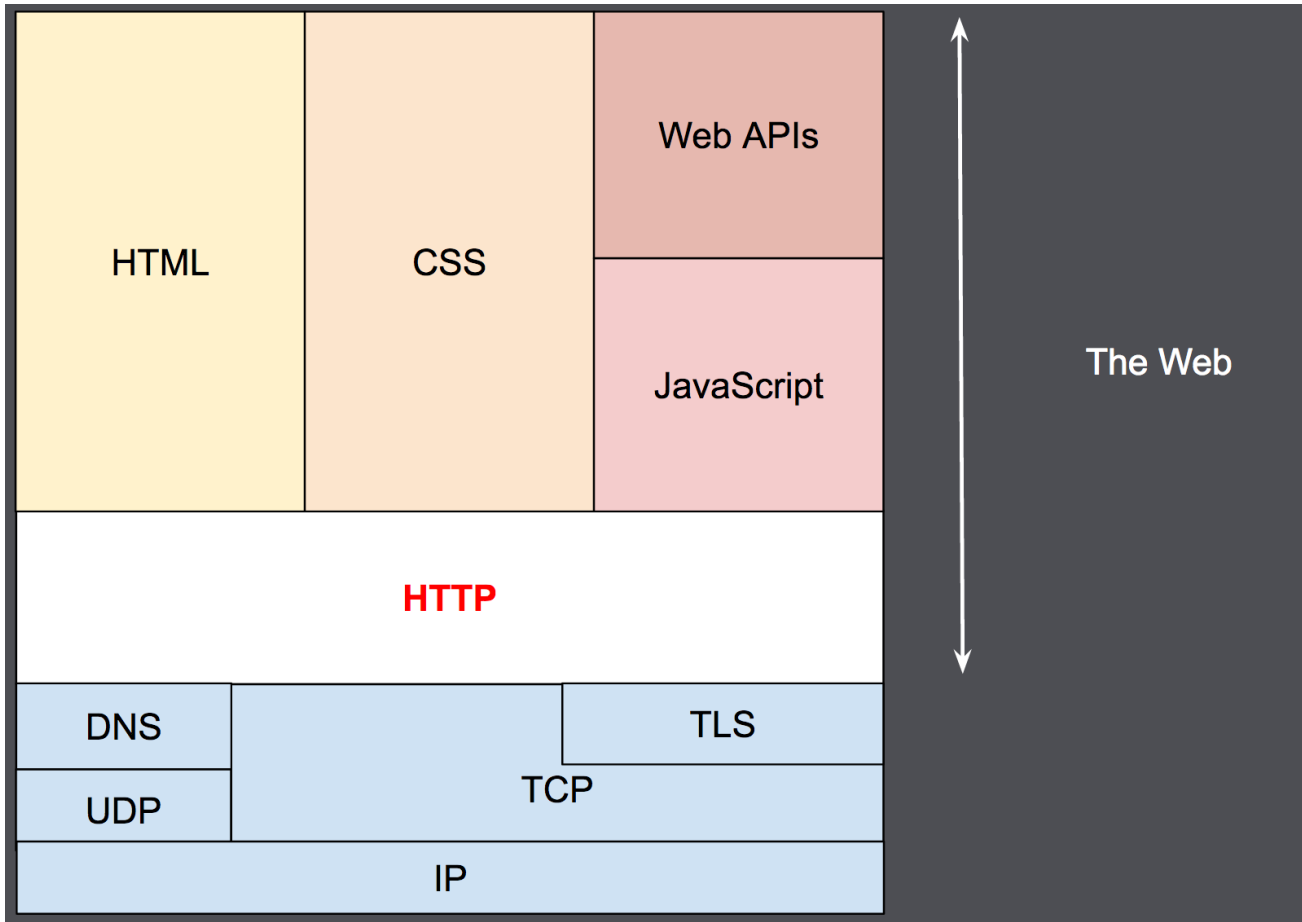 Web APIs
HTML
CSS
The Web
JavaScript
HTTP
DNS
TLS
TCP
UDP
IP